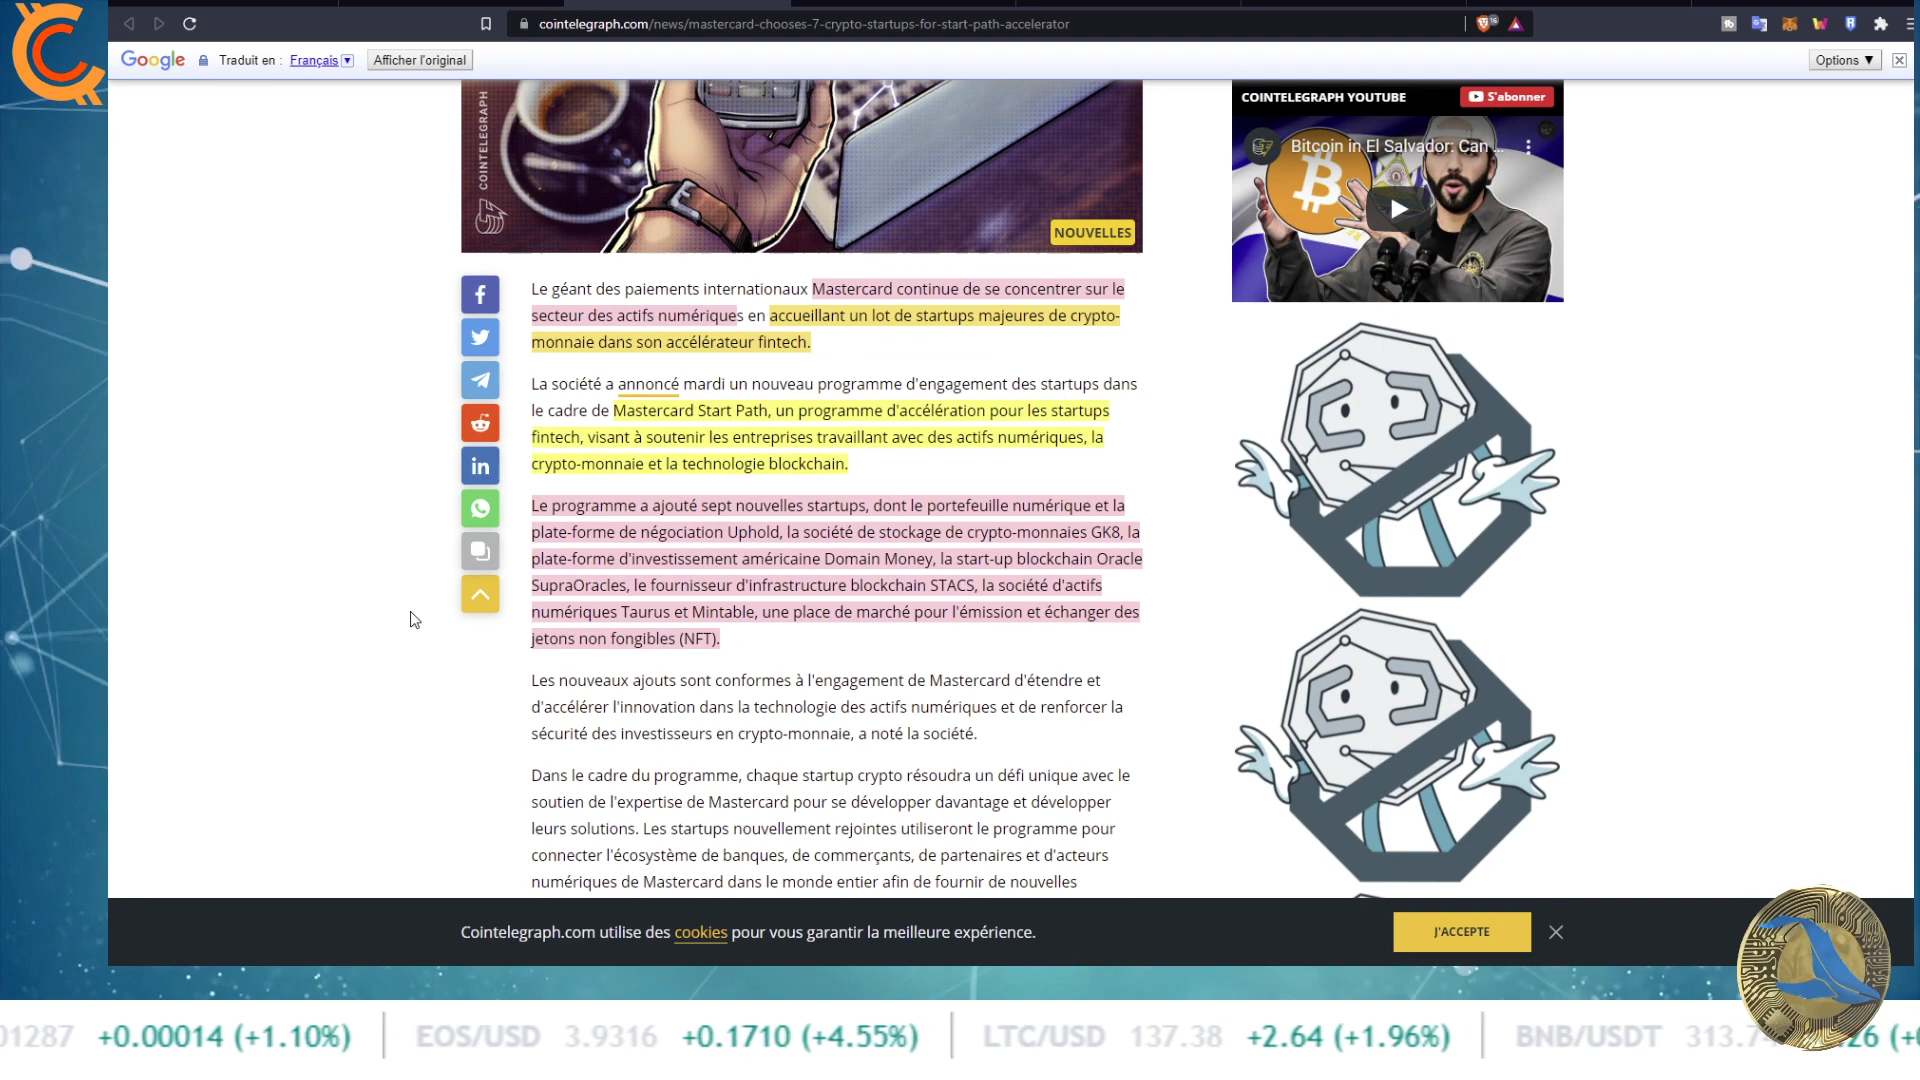 cointelegraph.com/news/mastercard-chooses-7-crypto-startups-for-start-path-accelerator
Google Traduit en : Français Afficher l'original Options
COINTELEGRAPH
NOUVELLES
COINTELEGRAPH YOUTUBE S'abonner
Bitcoin in El Salvador: Can ...
Le géant des paiements internationaux Mastercard continue de se concentrer sur le
secteur des actifs numériques en accueillant un lot de startups majeures de crypto-
monnaie dans son accélérateur fintech.
La société a annoncé mardi un nouveau programme d'engagement des startups dans
le cadre de Mastercard Start Path, un programme d'accélération pour les startups
fintech, visant à soutenir les entreprises travaillant avec des actifs numériques, la
crypto-monnaie et la technologie blockchain.
Le programme a ajouté sept nouvelles startups, dont le portefeuille numérique et la
plate-forme de négociation Uphold, la société de stockage de crypto-monnaies GK8, la
plate-forme d'investissement américaine Domain Money, la start-up blockchain Oracle
SupraOracles, le fournisseur d'infrastructure blockchain STACS, la société d'actifs
numériques Taurus et Mintable, une place de marché pour l'émission et échanger des
jetons non fongibles (NFT).
Les nouveaux ajouts sont conformes à l'engagement de Mastercard d'étendre et
d'accélérer l'innovation dans la technologie des actifs numériques et de renforcer la
sécurité des investisseurs en crypto-monnaie, a noté la société.
Dans le cadre du programme, chaque startup crypto résoudra un défi unique avec le
soutien de l'expertise de Mastercard pour se développer davantage et développer
leurs solutions. Les startups nouvellement rejointes utiliseront le programme pour
connecter l'écosystème de banques, de commerçants, de partenaires et d'acteurs
numériques de Mastercard dans le monde entier afin de fournir de nouvelles
Cointelegraph.com utilise des cookies pour vous garantir la meilleure expérience. J'ACCEPTE
01287 +0.00014 (+1.10%) EOS/USD 3.9316 +0.1710 (+4.55%) LTC/USD 137.38 +2.64 (+1.96%) BNB/USDT